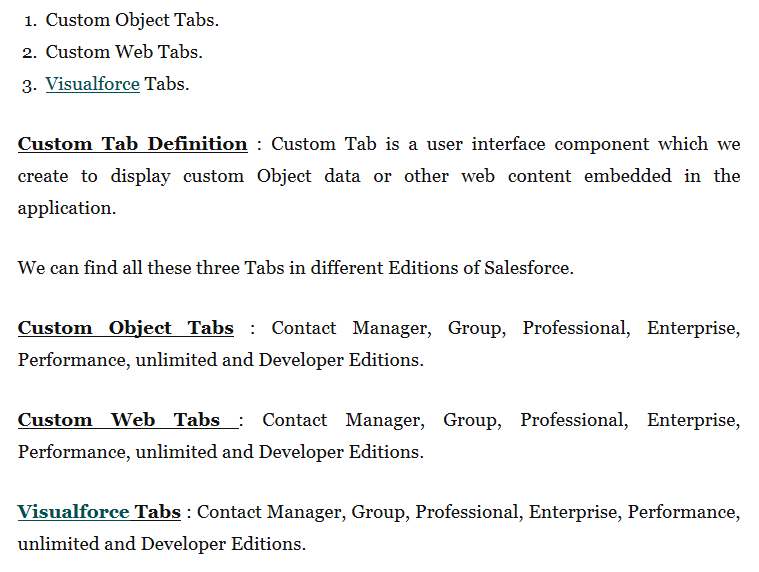 1. Custom Object Tabs.
2. Custom Web Tabs.
3. Visualforce Tabs.
Custom Tab Definition : Custom Tab is a user interface component which we
create to display custom Object data or other web content embedded in the
application.
We can find all these three Tabs in different Editions of Salesforce.
Custom Object Tabs : Contact Manager, Group, Professional, Enterprise,
Performance, unlimited and Developer Editions.
Custom Web Tabs : Contact Manager, Group, Professional, Enterprise,
Performance, unlimited and Developer Editions.
Visualforce Tabs : Contact Manager, Group, Professional, Enterprise, Performance,
unlimited and Developer Editions.